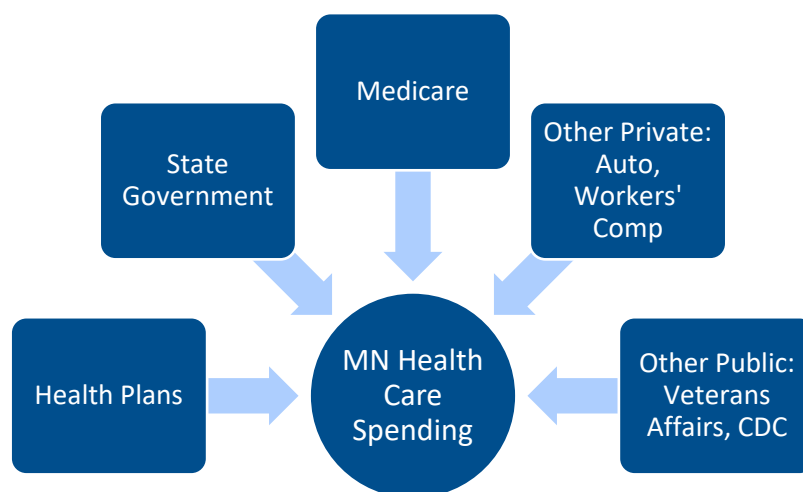 Medicare
State
Government
Other Private:
Auto,
Workers'
Comp
Health Plans
MN Health
Care
Spending
Other Public:
Veterans
Affairs, CDC